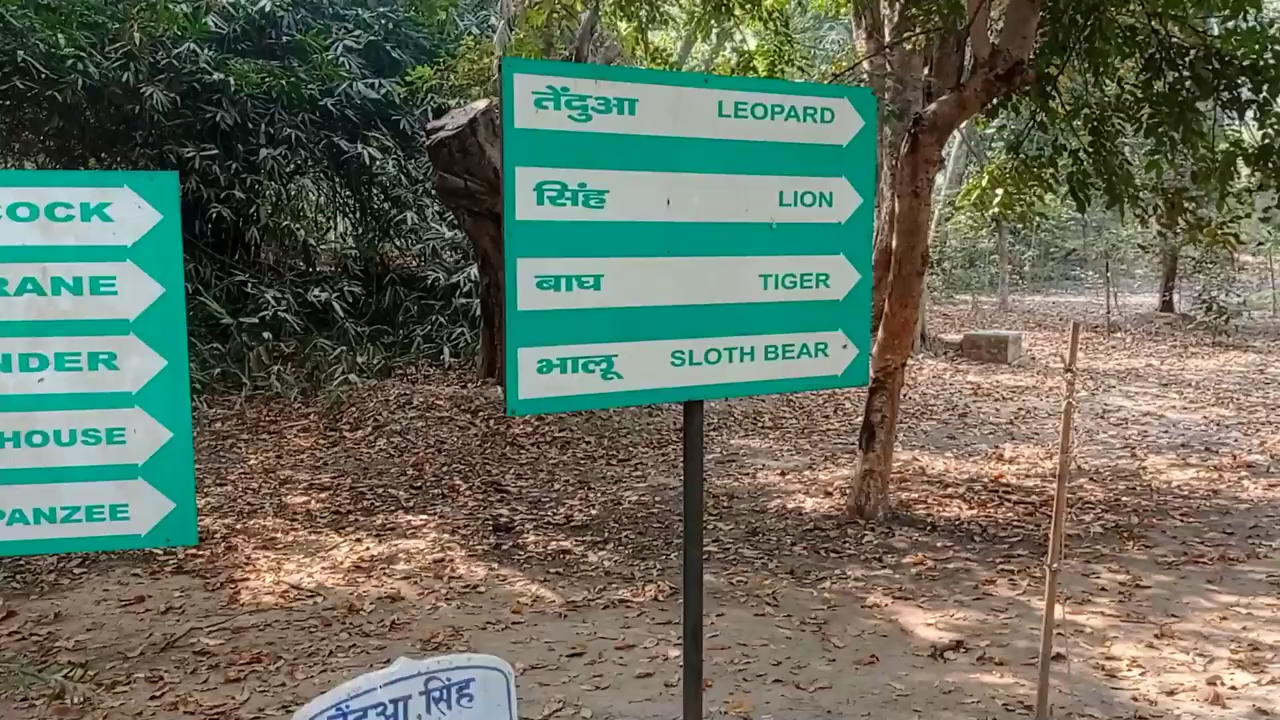 तेंदुआ LEOPARD
सिंह LION
बाघ TIGER
भालू SLOTH BEAR
COCK
RANE
NDER
HOUSE
PANZEE
तेंदुआ सिंह